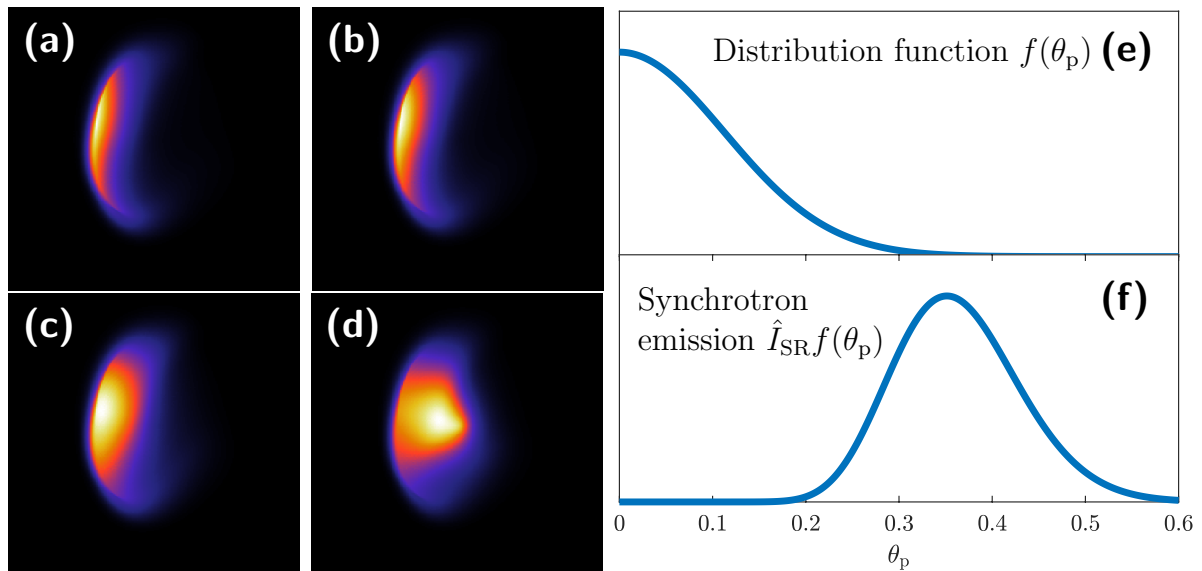 (a)
(b)
(c)
(d)
Distribution function f(θp) (e)
Synchrotron (f)
emission ÎSR f(θp)
0 0.1 0.2 0.3 0.4 0.5 0.6
θp